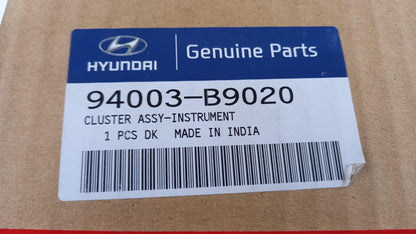 HYUNDAI
Genuine Parts
94003-B9020
CLUSTER ASSY-INSTRUMENT
1 PCS DK MADE IN INDIA